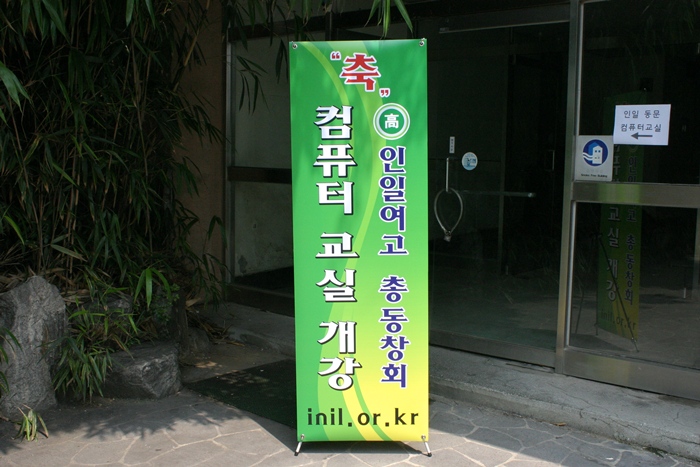 “축”
高 인일여고 총동창회
컴퓨터 교실 개강
inil.or.kr
인일 동문
컴퓨터교실
←